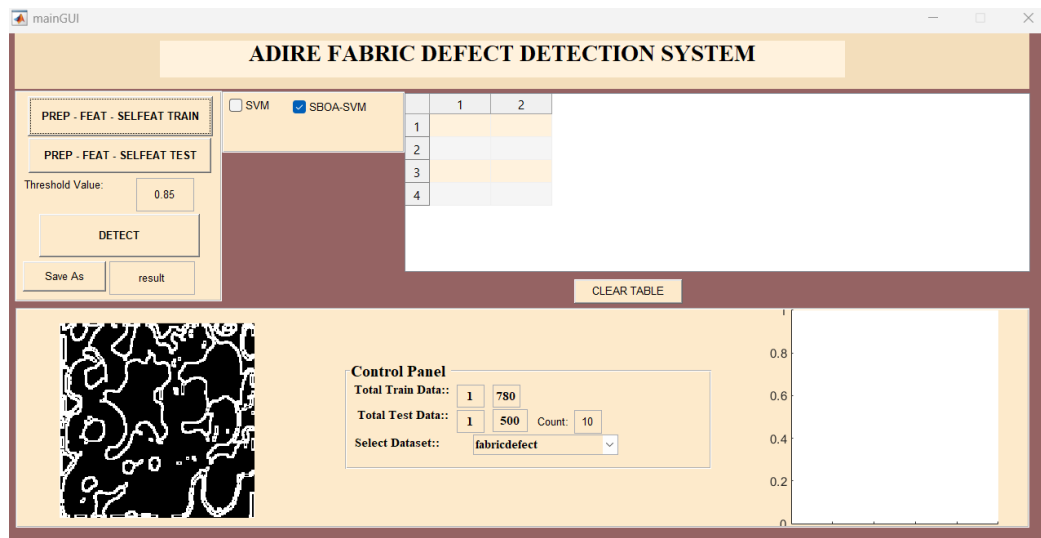 mainGUI
ADIRE FABRIC DEFECT DETECTION SYSTEM
PREP - FEAT - SELFEAT TRAIN
PREP - FEAT - SELFEAT TEST
Threshold Value:
0.85
DETECT
Save As
result
SVM
SBOA-SVM
1 2
1
2
3
4
CLEAR TABLE
Control Panel
Total Train Data:: 1 780
Total Test Data:: 1 500 Count: 10
Select Dataset:: fabricdefect
1
0.8
0.6
0.4
0.2
0